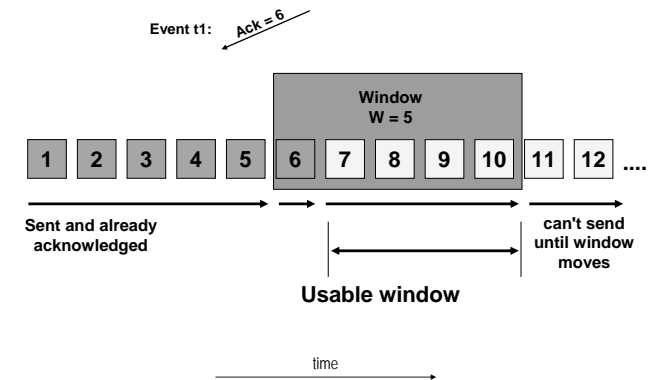 Event t1:
Ack = 6
Window
W = 5
1 2 3 4 5 6 7 8 9 10 11 12 ....
Sent and already
acknowledged
can't send
until window
moves
Usable window
time